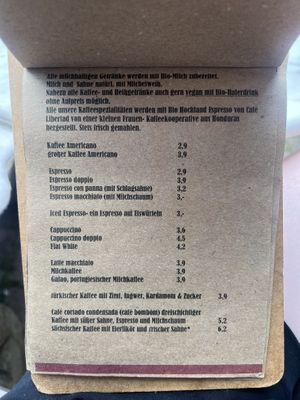 Alle milchhaltigen Getränke werden mit Bio-Milch zubereitet.
Milch und Sahne natürl. mit Milcheiweiß.
Nahezu alle Kaffee- und Heißgetränke auch gern vegan mit Bio-Haferdrink
ohne Aufpreis möglich.
Alle unsere Kaffeespezialitäten werden mit Bio Hochland Espresso von Café
Libertad von einer kleinen Frauen- Kaffeekooperative aus Honduras
hergestellt. Stets frisch gemahlen.
Kaffee Americano 2,9
großer Kaffee Americano 3,9
Espresso 2,9
Espresso doppio 3,9
Espresso con panna (mit Schlagsahne) 3,2
Espresso macchiato (mit Milchschaum) 3,-
Iced Espresso- ein Espresso auf Eiswürfeln 3,-
Cappuccino 3,6
Cappuccino doppio 4,5
Flat White 4,2
Latte macchiato 3,9
Milchkaffee 3,9
Galao, portugiesischer Milchkaffee 3,9
türkischer Kaffee mit Zimt, Ingwer, Kardamom & Zucker 3,9
Café cortado condensada (café bombón) dreischichtiger
Kaffee mit süßer Sahne, Espresso und Milchschaum 5,2
sächsischer Kaffee mit Eierlikör und frischer Sahne* 6,2